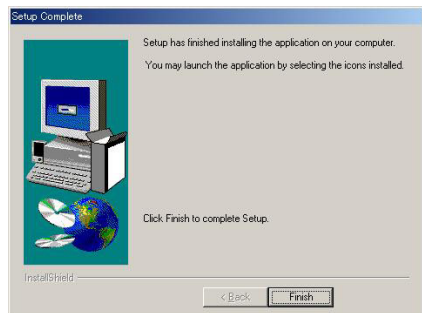 Setup Complete
Setup has finished installing the application on your computer.
You may launch the application by selecting the icons installed.
Click Finish to complete Setup.
InstallShield
< Back
Finish